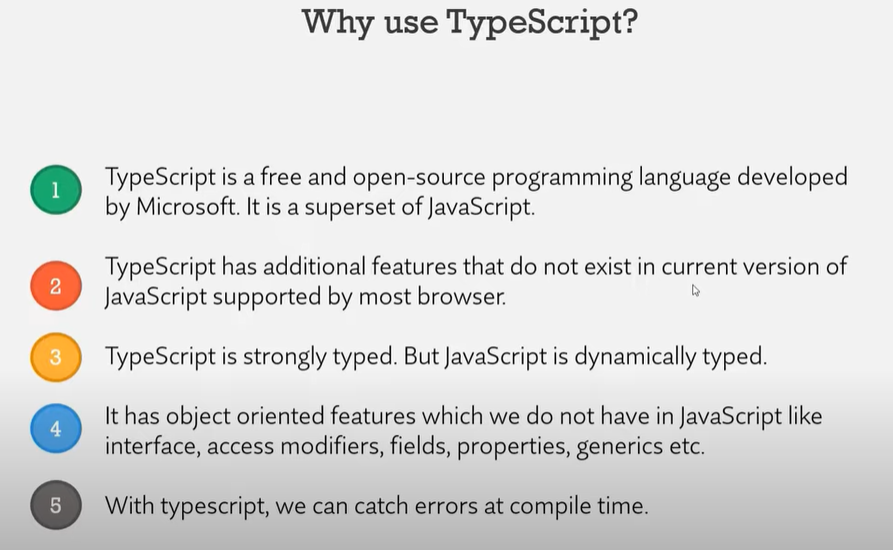 Why use TypeScript?
1
TypeScript is a free and open-source programming language developed
by Microsoft. It is a superset of JavaScript.
2
TypeScript has additional features that do not exist in current version of
JavaScript supported by most browser.
3
TypeScript is strongly typed. But JavaScript is dynamically typed.
4
It has object oriented features which we do not have in JavaScript like
interface, access modifiers, fields, properties, generics etc.
5
With typescript, we can catch errors at compile time.